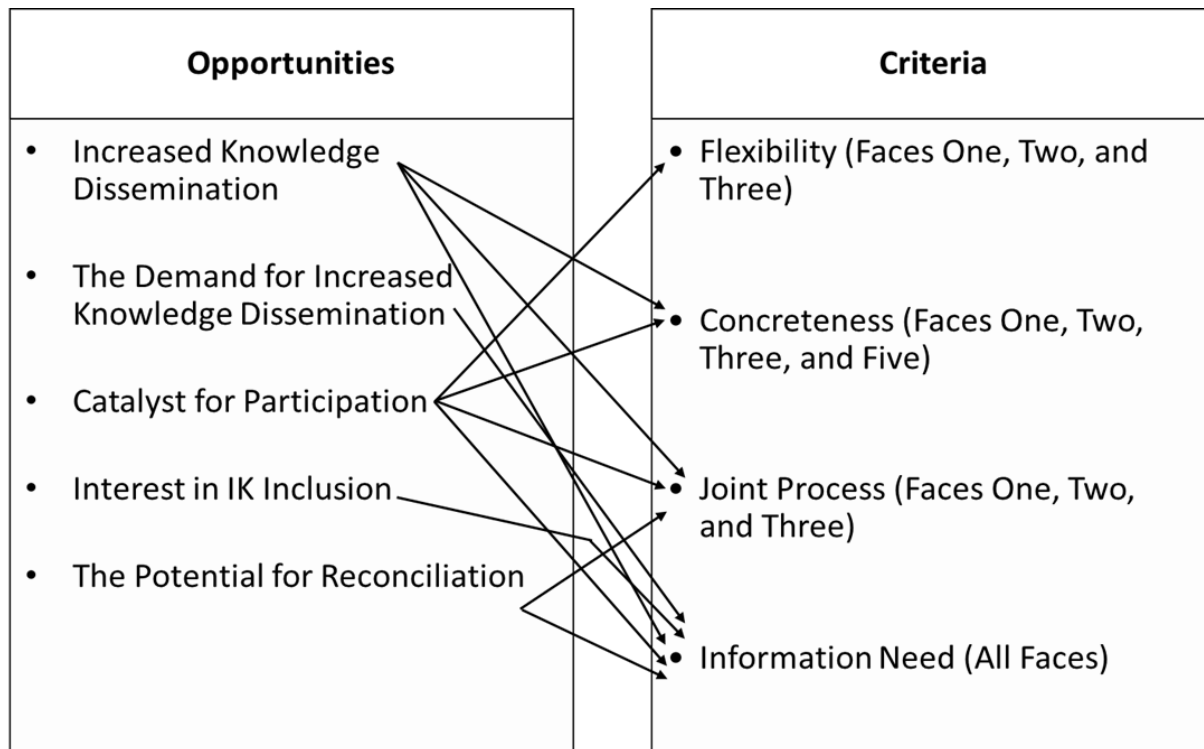 Opportunities
• Increased Knowledge
Dissemination
• The Demand for Increased
Knowledge Dissemination
• Catalyst for Participation
• Interest in IK Inclusion
• The Potential for Reconciliation
Criteria
• Flexibility (Faces One, Two, and
Three)
• Concreteness (Faces One, Two,
Three, and Five)
• Joint Process (Faces One, Two,
and Three)
• Information Need (All Faces)